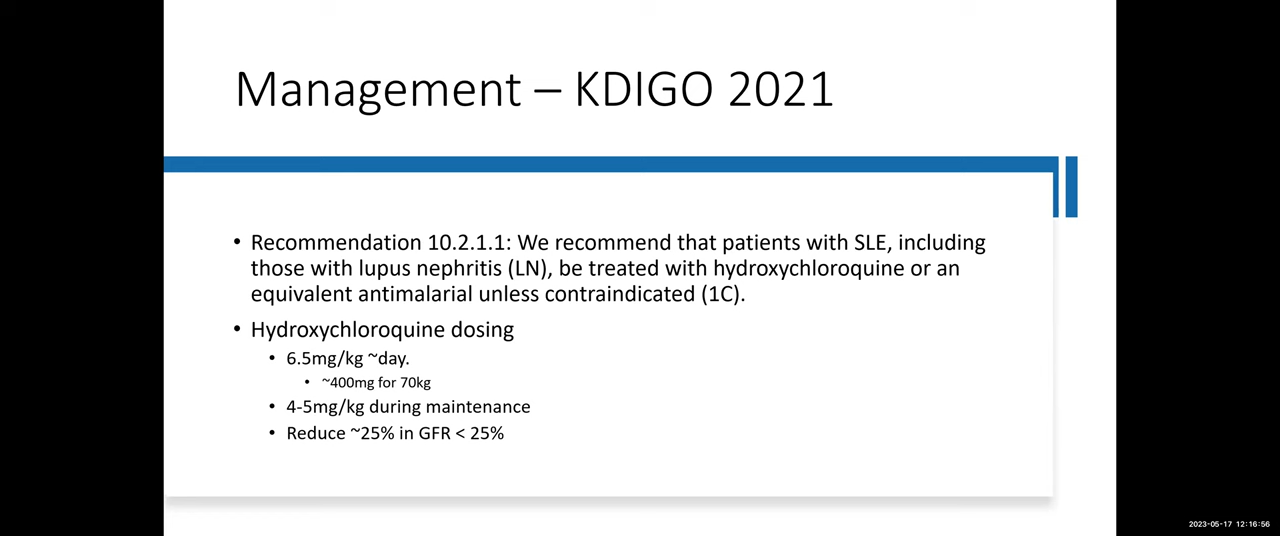 Management – KDIGO 2021
• Recommendation 10.2.1.1: We recommend that patients with SLE, including
those with lupus nephritis (LN), be treated with hydroxychloroquine or an
equivalent antimalarial unless contraindicated (1C).
• Hydroxychloroquine dosing
• 6.5mg/kg ~day.
• ~400mg for 70kg
• 4-5mg/kg during maintenance
• Reduce ~25% in GFR < 25%
2023-05-17 12:16:56